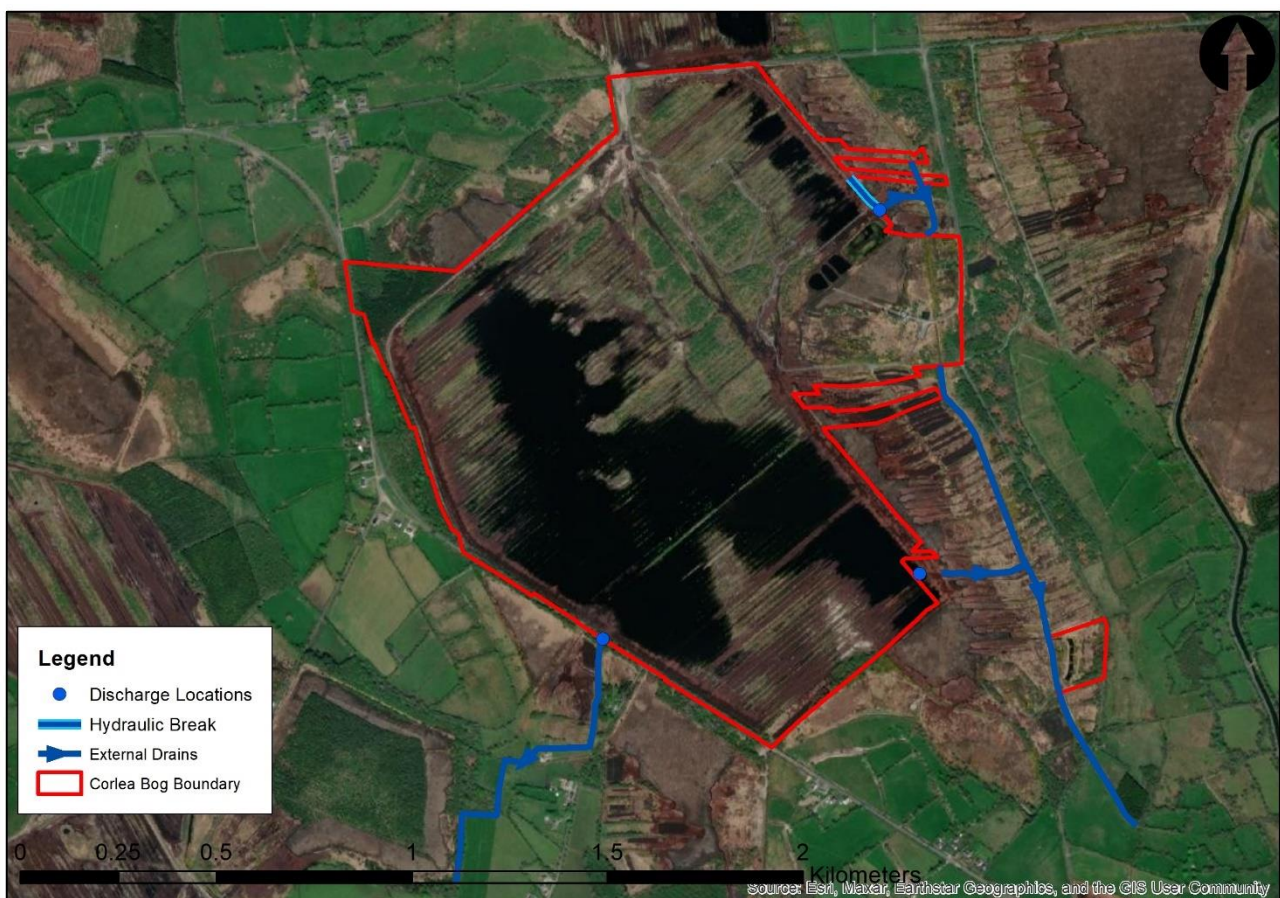 Legend
Discharge Locations
Hydraulic Break
External Drains
Corlea Bog Boundary
0 0.25 0.5 1 1.5 2
Kilometers
Source: Esri, Maxar, Earthstar Geographics, and the GIS User Community